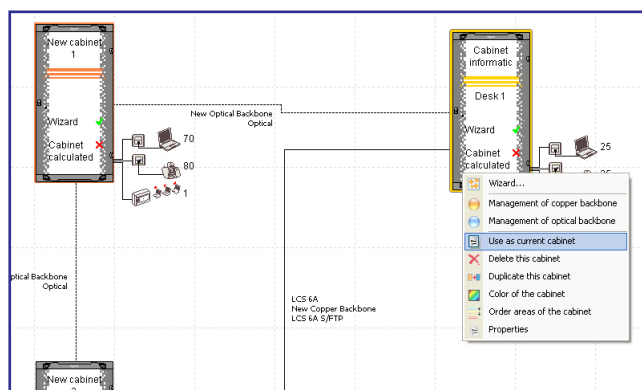 New cabinet
1
Wizard
Cabinet
calculated
70
80
1
New Optical Backbone
Optical
Cabinet
informatic
Desk 1
Wizard
Cabinet
calculated
25
Wizard...
Management of copper backbone
Management of optical backbone
Use as current cabinet
Delete this cabinet
Duplicate this cabinet
Color of the cabinet
Order areas of the cabinet
Properties
Backbone
Optical
LCS 6A
New Copper Backbone
LCS 6A S/FTP
New cabinet